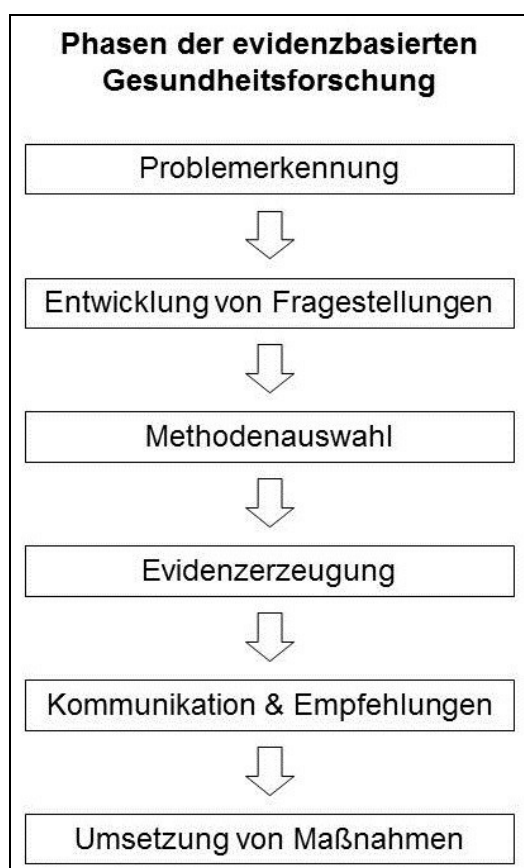 Phasen der evidenzbasierten
Gesundheitsforschung
Problemerkennung
Entwicklung von Fragestellungen
Methodenauswahl
Evidenzerzeugung
Kommunikation & Empfehlungen
Umsetzung von Maßnahmen